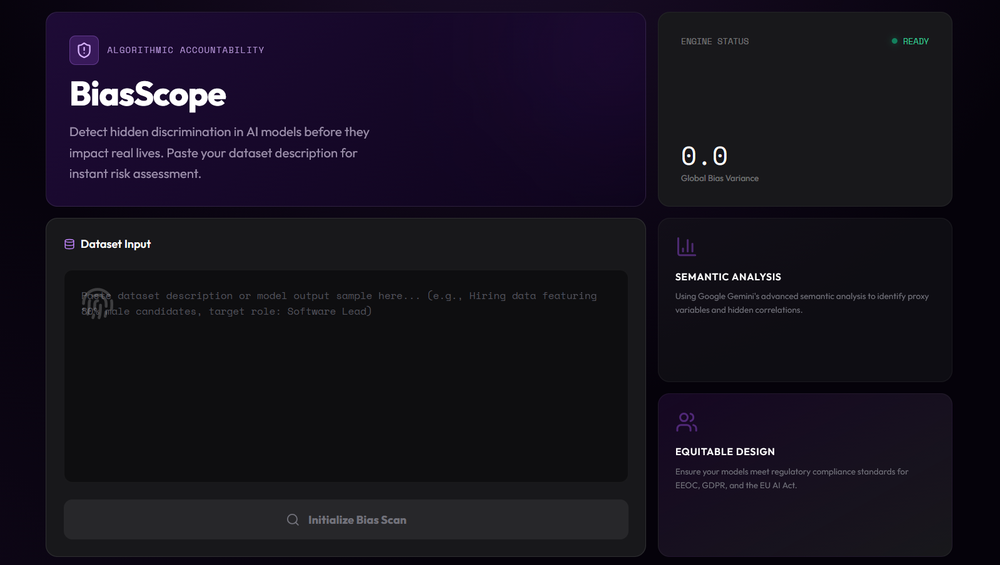 ALGORITHMIC ACCOUNTABILITY
BiasScope
Detect hidden discrimination in AI models before they
impact real lives. Paste your dataset description for
instant risk assessment.
ENGINE STATUS
READY
0.0
Global Bias Variance
Dataset Input
Paste dataset description or model output sample here... (e.g., Hiring data featuring
80% male candidates, target role: Software Lead)
Initialize Bias Scan
SEMANTIC ANALYSIS
Using Google Gemini's advanced semantic analysis to identify proxy
variables and hidden correlations.
EQUITABLE DESIGN
Ensure your models meet regulatory compliance standards for
EEOC, GDPR, and the EU AI Act.